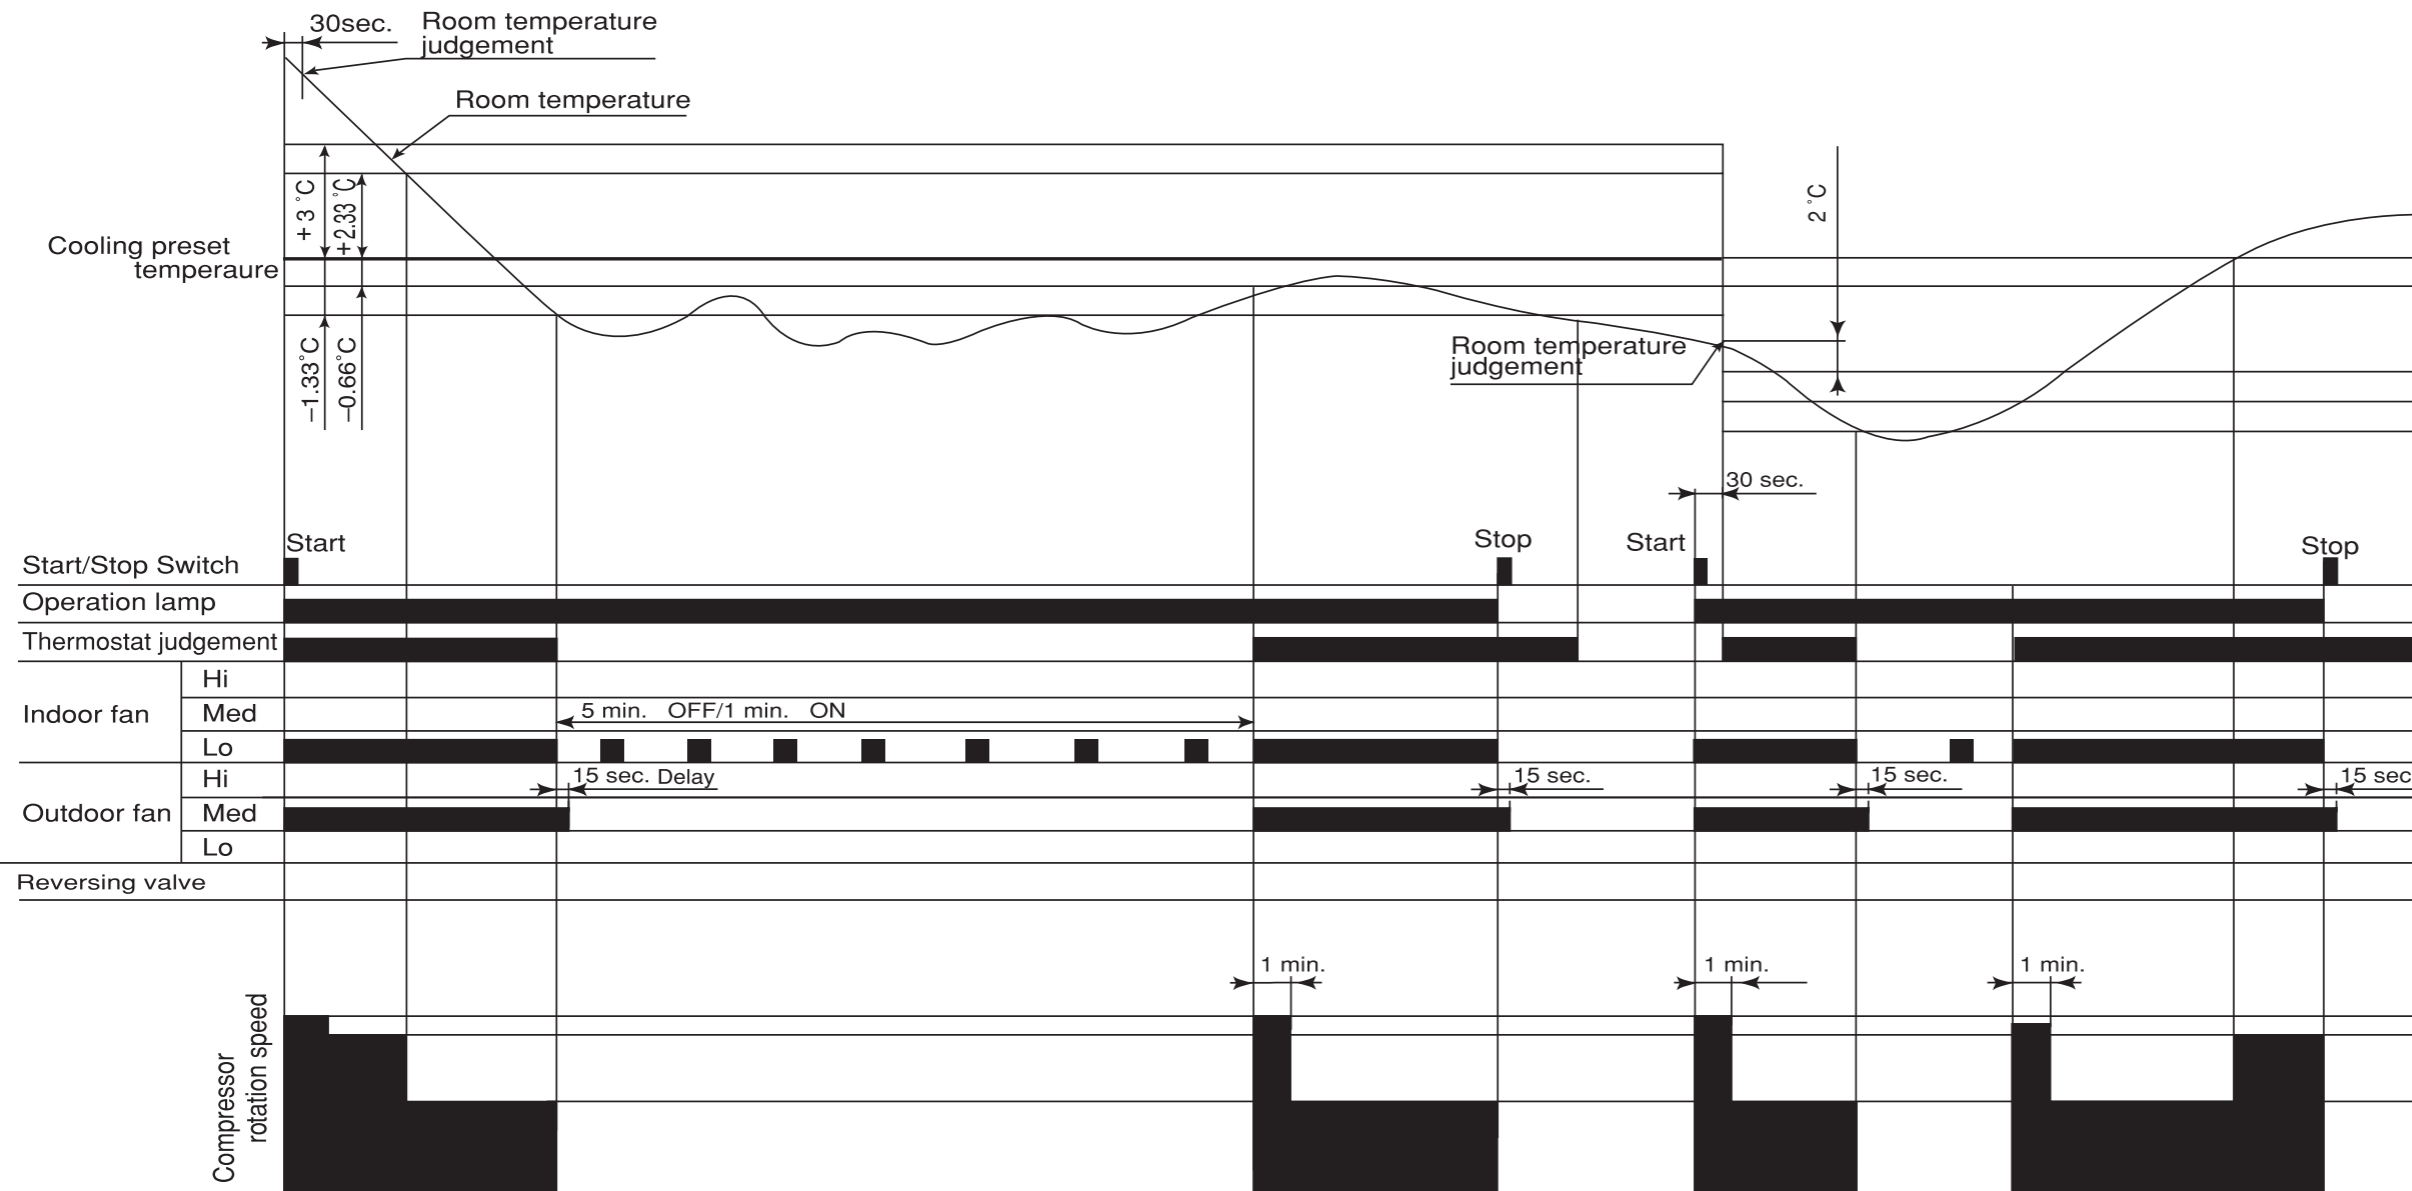 30sec.
Room temperature
judgement
Room temperature
+ 3 °C
+2.33 °C
2 °C
Cooling preset
temperaure
−1.33°C
−0.66°C
Room temperature
judgement
30 sec.
Start
Stop
Start
Stop
Start/Stop Switch
Operation lamp
Thermostat judgement
Indoor fan
Hi
Med
Lo
5 min. OFF/1 min. ON
Outdoor fan
Hi
Med
Lo
15 sec. Delay
15 sec.
15 sec.
15 sec
Reversing valve
1 min.
1 min.
1 min.
Compressor
rotation speed